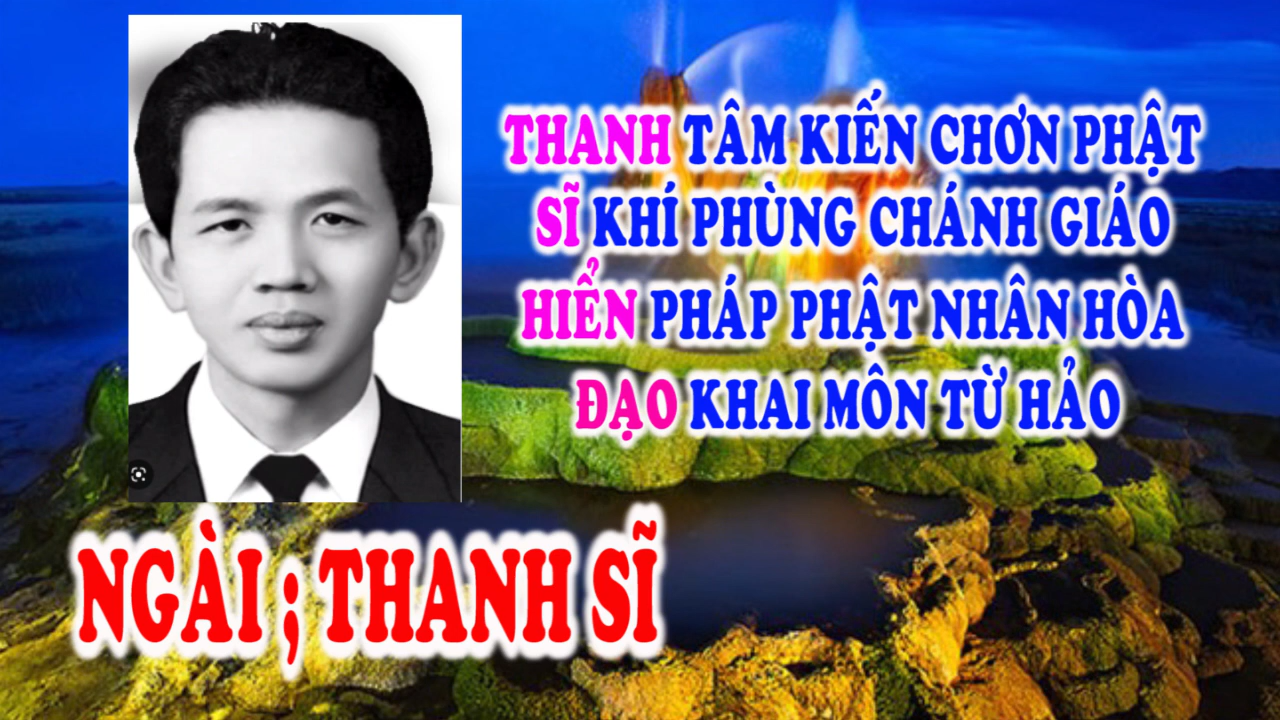 THANH TÂM KIẾN CHƠN PHẬT
SĨ KHÍ PHÙNG CHÁNH GIÁO
HIỂN PHÁP PHẬT NHÂN HÒA
ĐẠO KHAI MÔN TỪ HẢO
NGÀI ; THANH SĨ